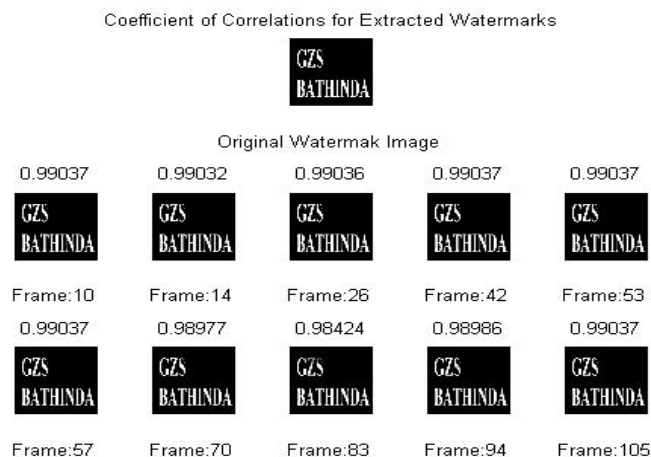 Coefficient of Correlations for Extracted Watermarks
GZS
BATHINDA
Original Watermak Image
0.99037 0.99032 0.99036 0.99037 0.99037
GZS GZS GZS GZS GZS
BATHINDA BATHINDA BATHINDA BATHINDA BATHINDA
Frame:10 Frame:14 Frame:26 Frame:42 Frame:53
0.99037 0.98977 0.98424 0.98986 0.99037
GZS GZS GZS GZS GZS
BATHINDA BATHINDA BATHINDA BATHINDA BATHINDA
Frame:57 Frame:70 Frame:83 Frame:94 Frame:105